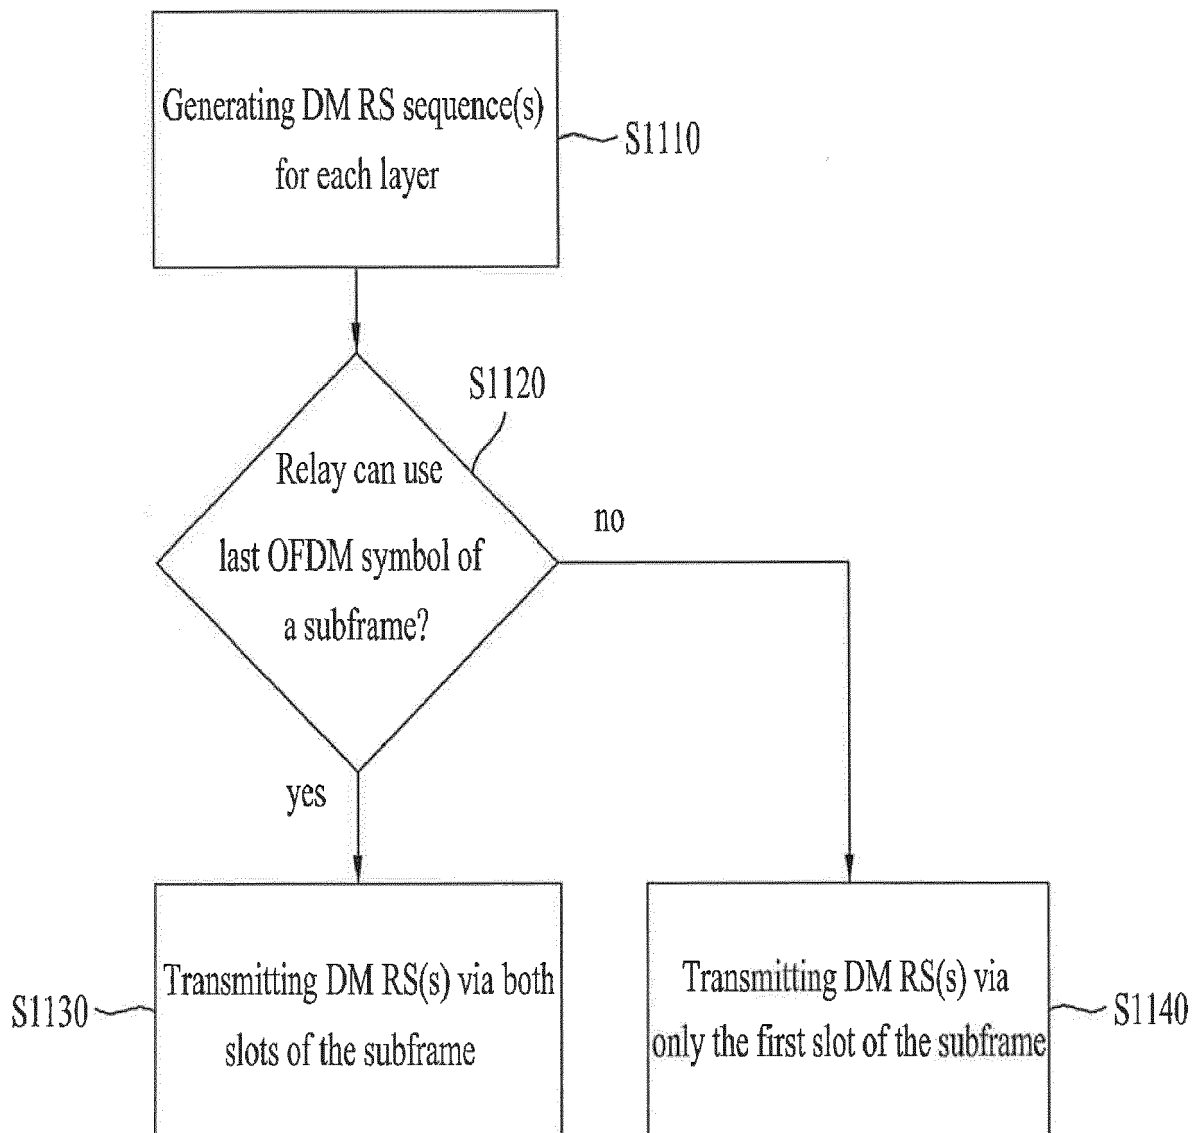 Generating DM RS sequence(s)
for each layer
S1110
S1120
Relay can use
last OFDM symbol of
a subframe?
no
yes
Transmitting DM RS(s) via both
slots of the subframe
S1130
Transmitting DM RS(s) via
only the first slot of the subframe
S1140